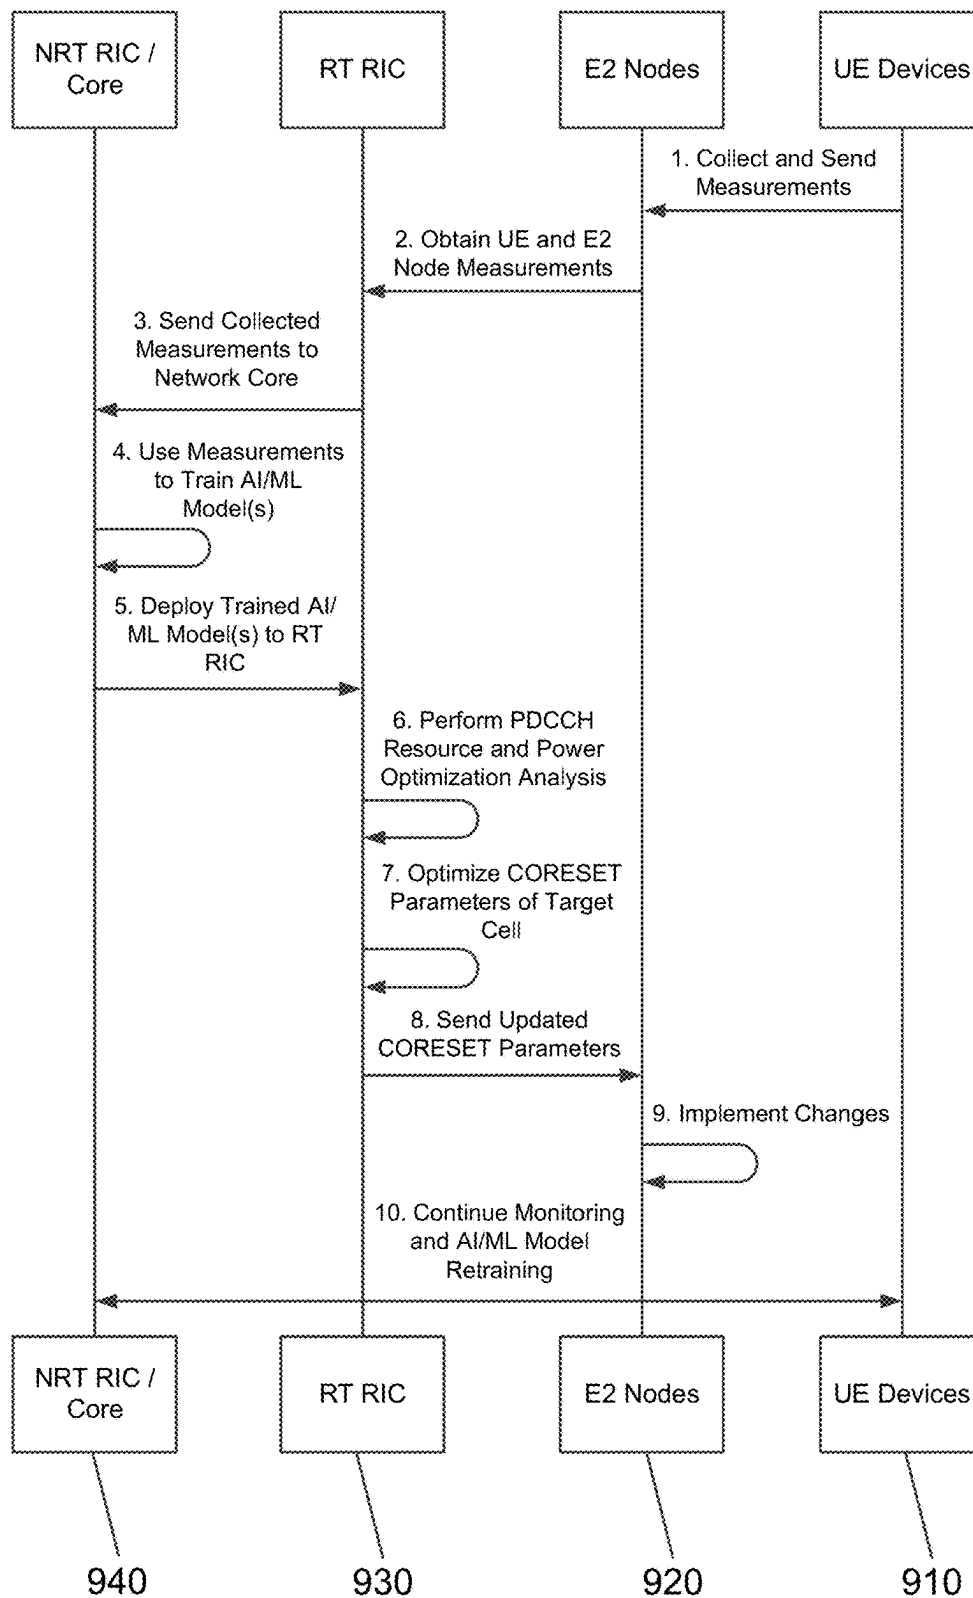 NRT RIC /
Core
RT RIC
E2 Nodes
UE Devices
1. Collect and Send
Measurements
2. Obtain UE and E2
Node Measurements
3. Send Collected
Measurements to
Network Core
4. Use Measurements
to Train AI/ML
Model(s)
5. Deploy Trained AI/
ML Model(s) to RT
RIC
6. Perform PDCCH
Resource and Power
Optimization Analysis
7. Optimize CORESET
Parameters of Target
Cell
8. Send Updated
CORESET Parameters
9. Implement Changes
10. Continue Monitoring
and AI/ML Model
Retraining
NRT RIC /
Core
RT RIC
E2 Nodes
UE Devices
940
930
920
910